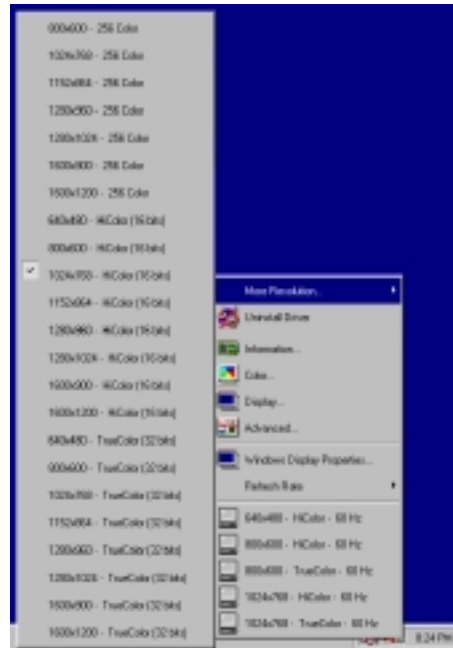 800x600 - 256 Color
1024x768 - 256 Color
1152x864 - 256 Color
1280x960 - 256 Color
1280x1024 - 256 Color
1600x900 - 256 Color
1600x1200 - 256 Color
640x480 - HiColor (16 bits)
800x600 - HiColor (16 bits)
1024x768 - HiColor (16 bits)
1152x864 - HiColor (16 bits)
1280x960 - HiColor (16 bits)
1280x1024 - HiColor (16 bits)
1600x900 - HiColor (16 bits)
1600x1200 - HiColor (16 bits)
640x480 - TrueColor (32 bits)
800x600 - TrueColor (32 bits)
1024x768 - TrueColor (32 bits)
1152x864 - TrueColor (32 bits)
1280x960 - TrueColor (32 bits)
1280x1024 - TrueColor (32 bits)
1600x900 - TrueColor (32 bits)
1600x1200 - TrueColor (32 bits)
More Resolution...
Uninstall Driver
Information...
Color...
Display...
Advanced...
Windows Display Properties...
Refresh Rate
640x480 - HiColor - 60 Hz
800x600 - HiColor - 60 Hz
800x600 - TrueColor - 60 Hz
1024x768 - HiColor - 60 Hz
1024x768 - TrueColor - 60 Hz
8:24 PM